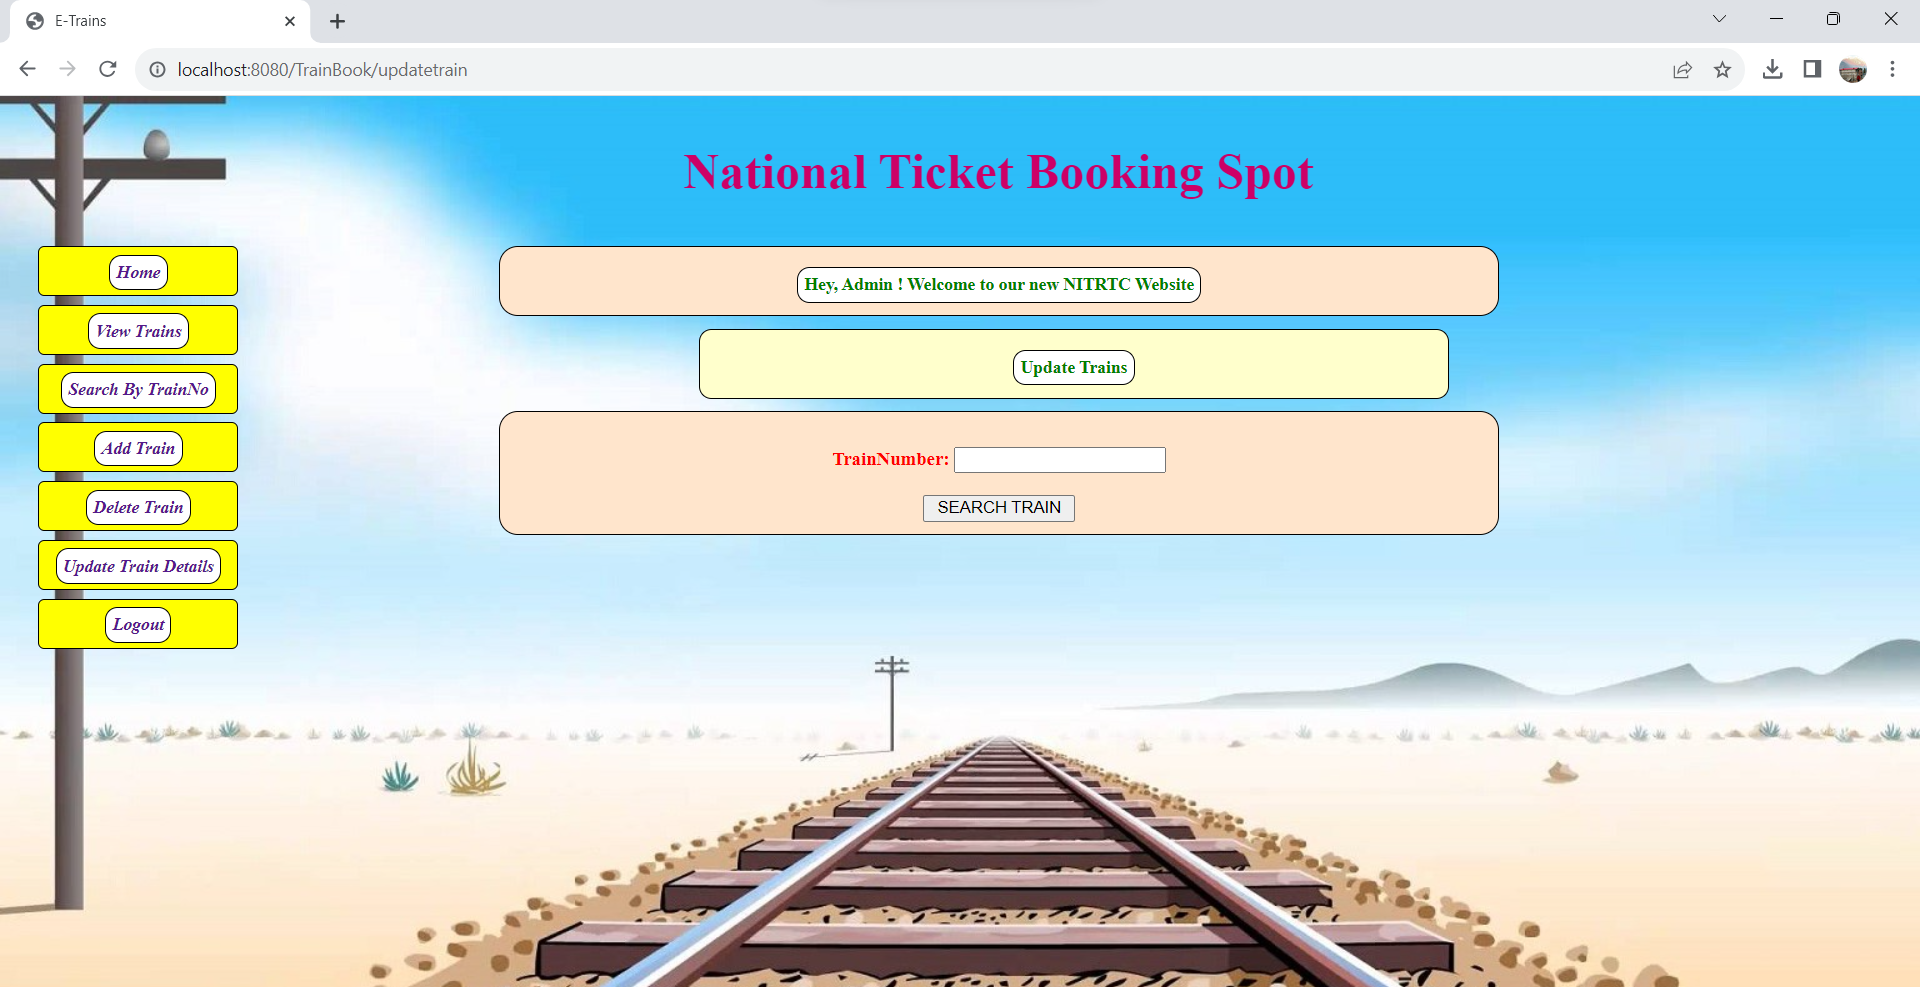 E-Trains
localhost:8080/TrainBook/updatetrain
National Ticket Booking Spot
Home
View Trains
Search By TrainNo
Add Train
Delete Train
Update Train Details
Logout
Hey, Admin ! Welcome to our new NITRTC Website
Update Trains
TrainNumber:
SEARCH TRAIN